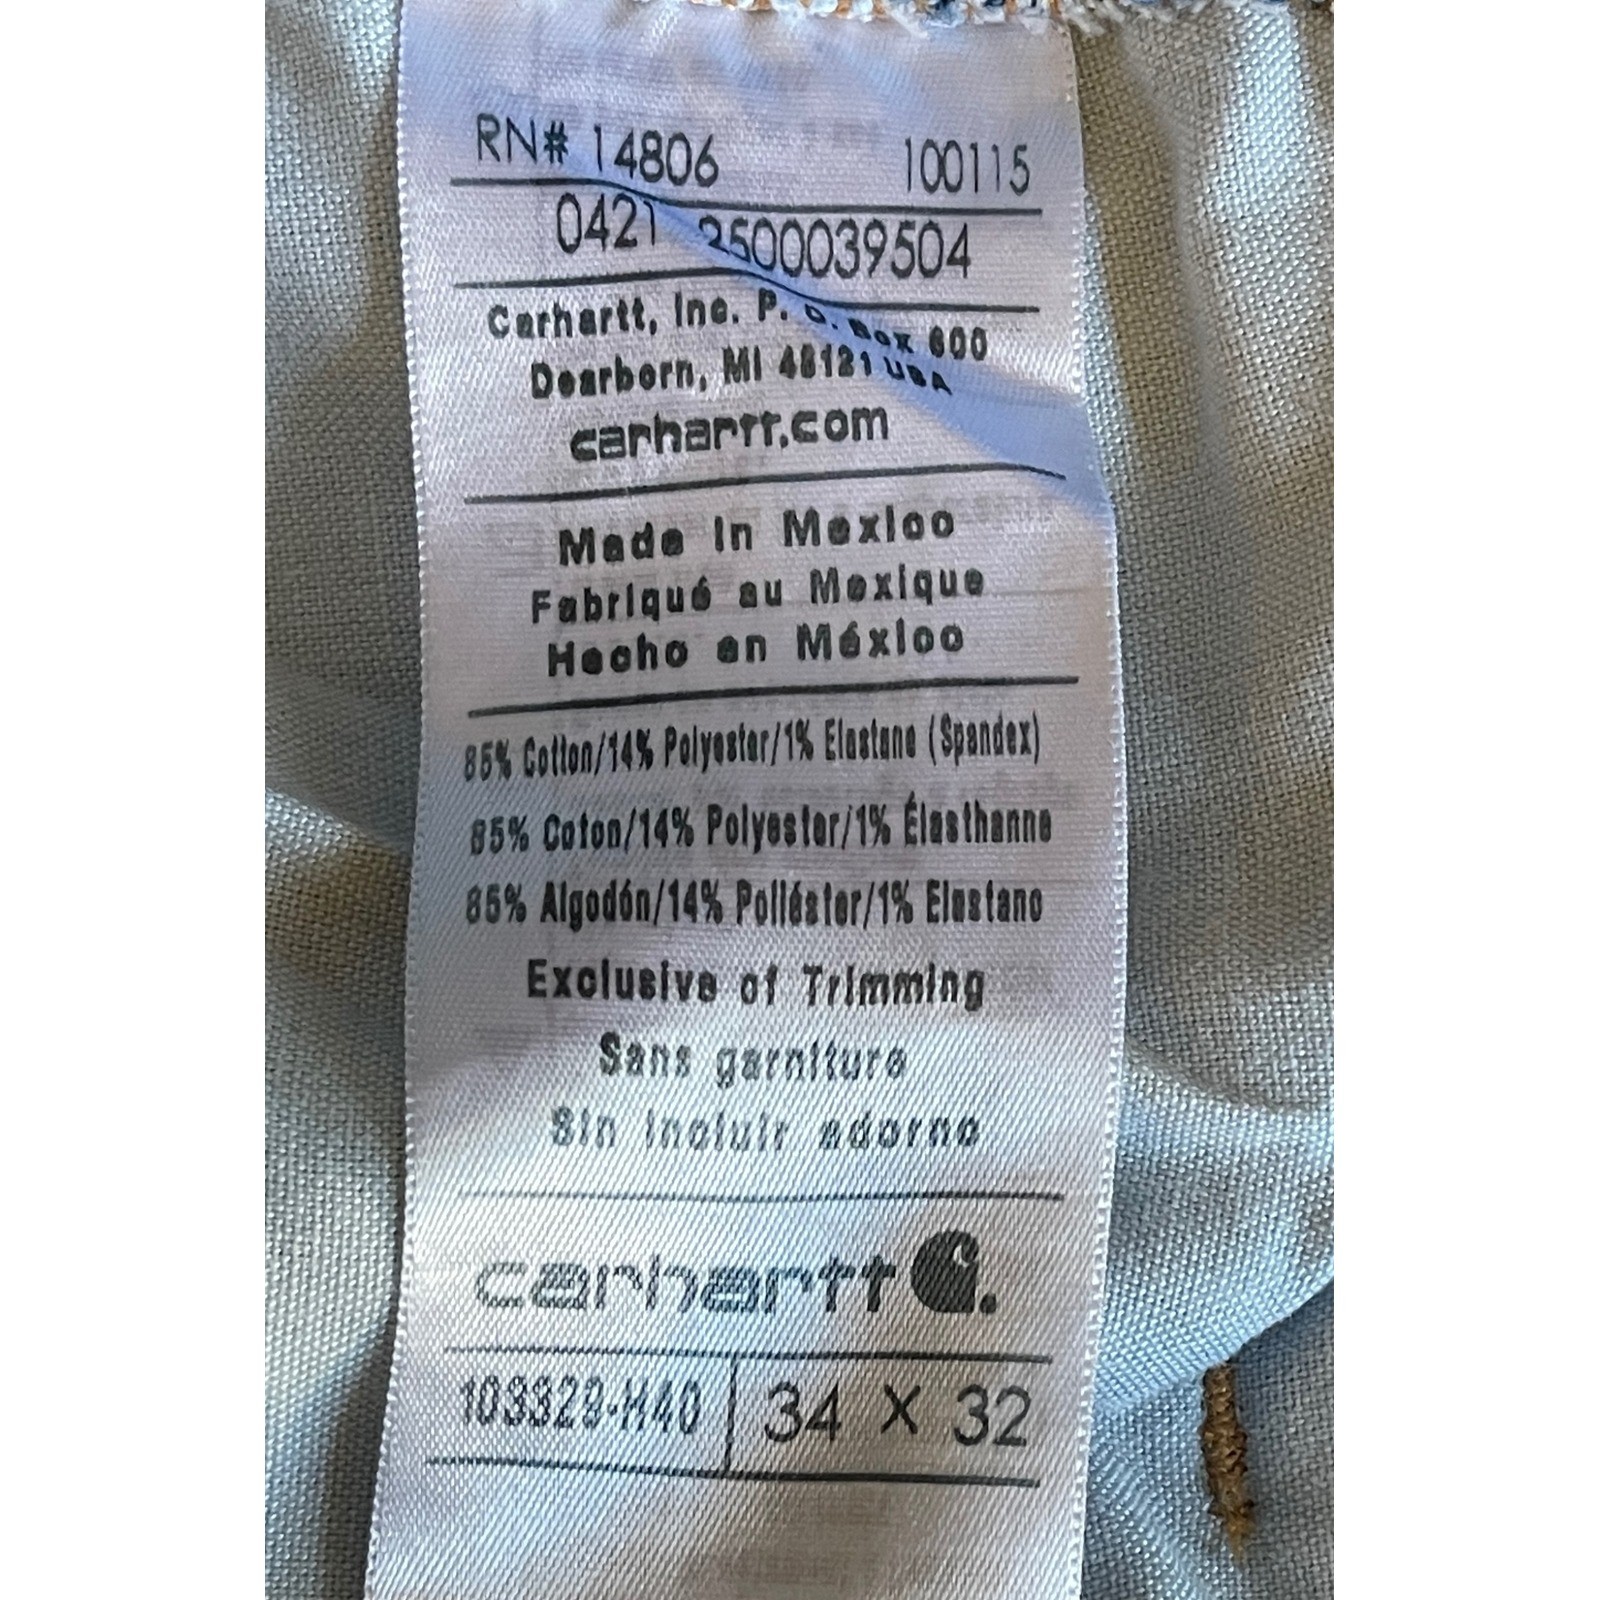 RN# 14806 100115
0421 3500039504
Carhartt, Inc. P. O. Box 600
Dearborn, MI 48121 USA
carhartt.com
Made in Mexico
Fabriqué au Mexique
Hecho en México
85% Cotton/14% Polyester/1% Elastane (Spandex)
85% Coton/14% Polyester/1% Élasthanne
85% Algodón/14% Poliéster/1% Elastano
Exclusive of Trimming
Sans garniture
Sin incluir adorno
carhartt
103329-H40 34 X 32